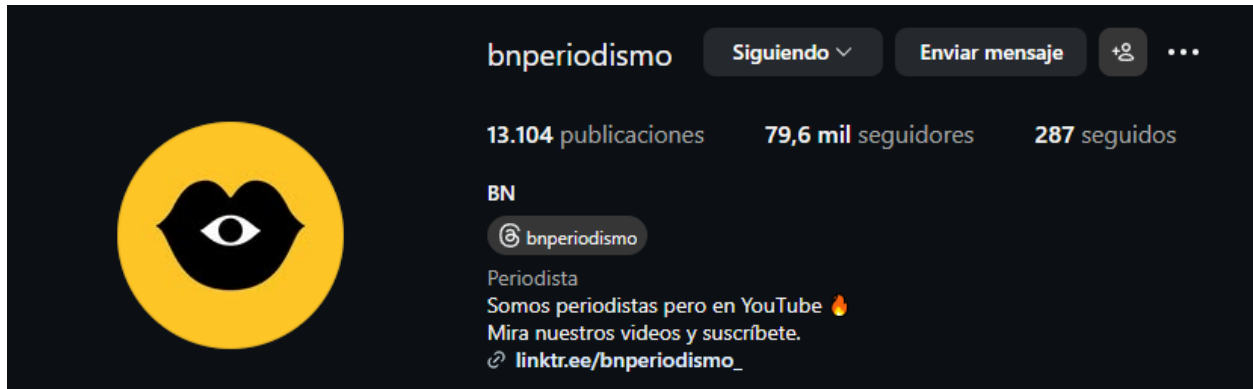 bnperiodismo Siguiendo Enviar mensaje
13.104 publicaciones 79,6 mil seguidores 287 seguidos
BN
bnperiodismo
Periodista
Somos periodistas pero en YouTube 🔥
Mira nuestros videos y suscríbete.
linktr.ee/bnperiodismo_